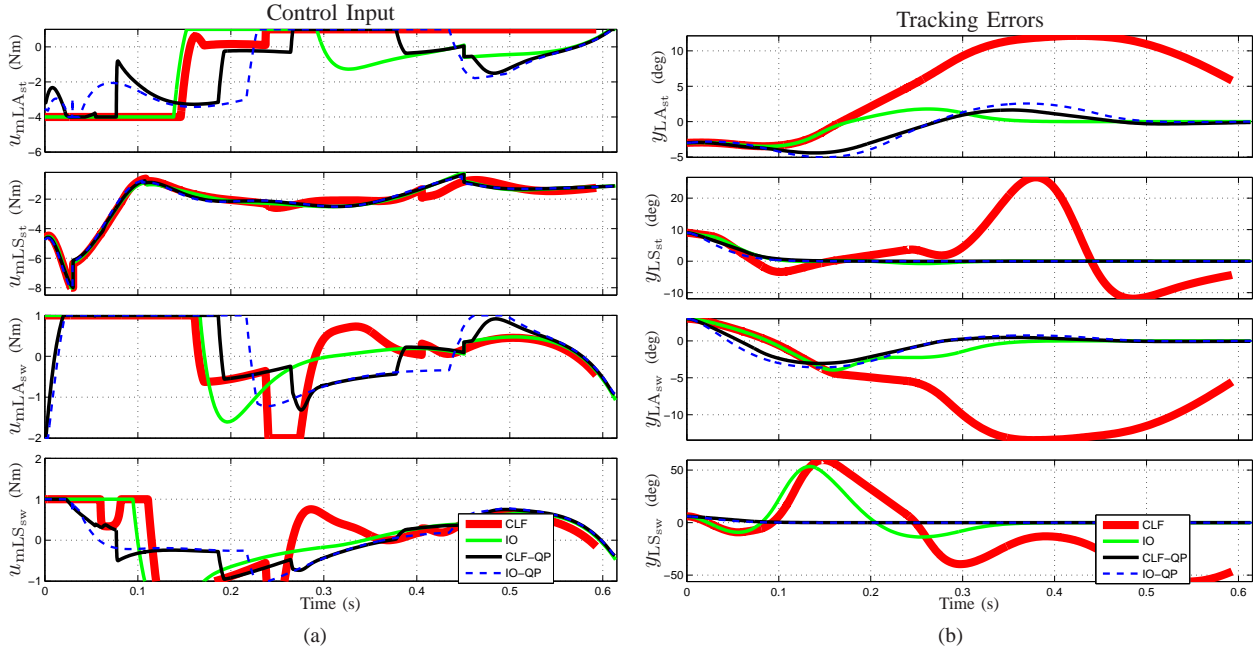 Control Input
u_mLA_st (Nm)
0
−2
−4
−6
u_mLS_st (Nm)
−2
−4
−6
−8
u_mLA_sw (Nm)
1
0
−1
−2
u_mLS_sw (Nm)
2
1
0
−1
CLF
IO
CLF−QP
IO−QP
0 0.1 0.2 0.3 0.4 0.5 0.6
Time (s)
(a)
Tracking Errors
y_LA_st (deg)
10
5
0
−5
y_LS_st (deg)
20
10
0
−10
y_LA_sw (deg)
0
−5
−10
y_LS_sw (deg)
50
0
−50
CLF
IO
CLF−QP
IO−QP
0 0.1 0.2 0.3 0.4 0.5 0.6
Time (s)
(b)